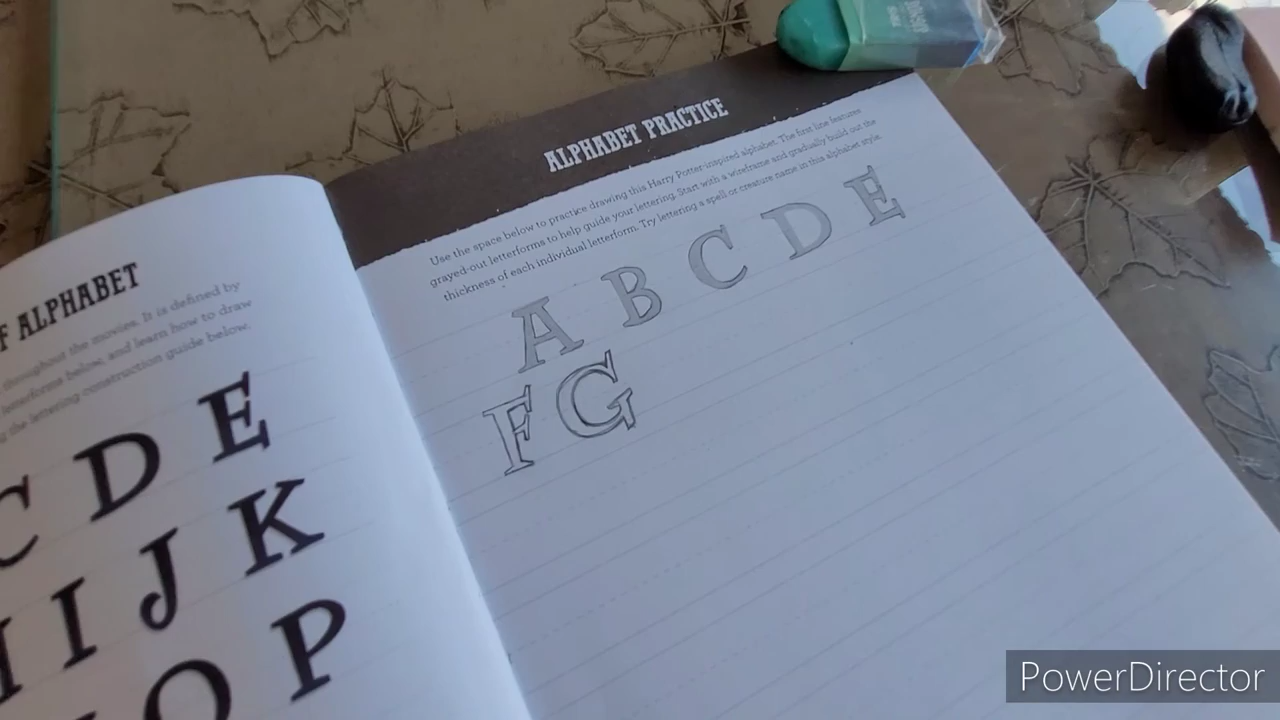 F ALPHABET
throughout the movies. It is defined by
letterforms below, and learn how to draw
g the lettering construction guide below.
C D E
I J K
O P
ALPHABET PRACTICE
Use the space below to practice drawing this Harry Potter-inspired alphabet. The first line features
grayed-out letterforms to help guide your lettering. Start with a wireframe and gradually build out the
thickness of each individual letterform. Try lettering a spell or creature name in this alphabet style.
A B C D E
F G
PowerDirector